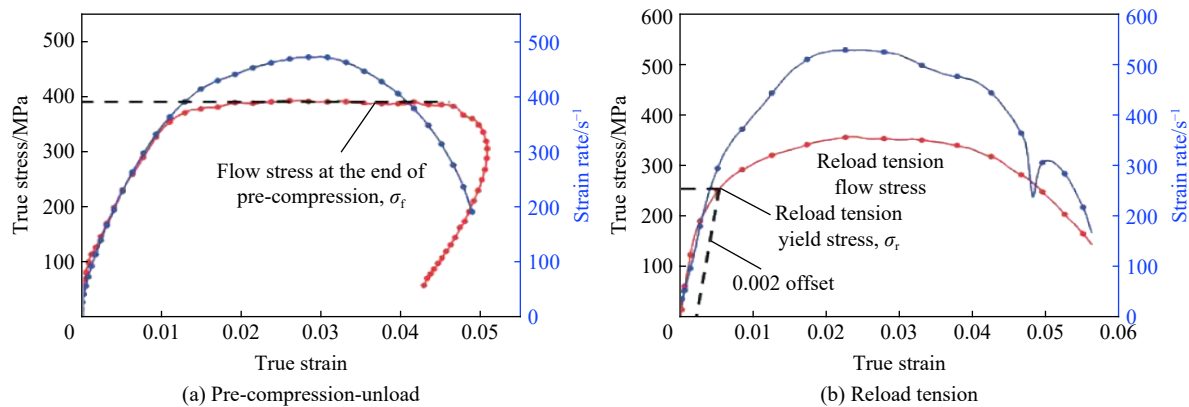 500
400
300
200
100
0
True stress/MPa
500
400
300
200
100
0
Strain rate/s⁻¹
Flow stress at the end of
pre-compression, σf
0.01
0.02
0.03
0.04
0.05
True strain
(a) Pre-compression-unload
600
500
400
300
200
100
0
True stress/MPa
600
500
400
300
200
100
0
Strain rate/s⁻¹
Reload tension
flow stress
Reload tension
yield stress, σr
0.002 offset
0.01
0.02
0.03
0.04
0.05
0.06
True strain
(b) Reload tension